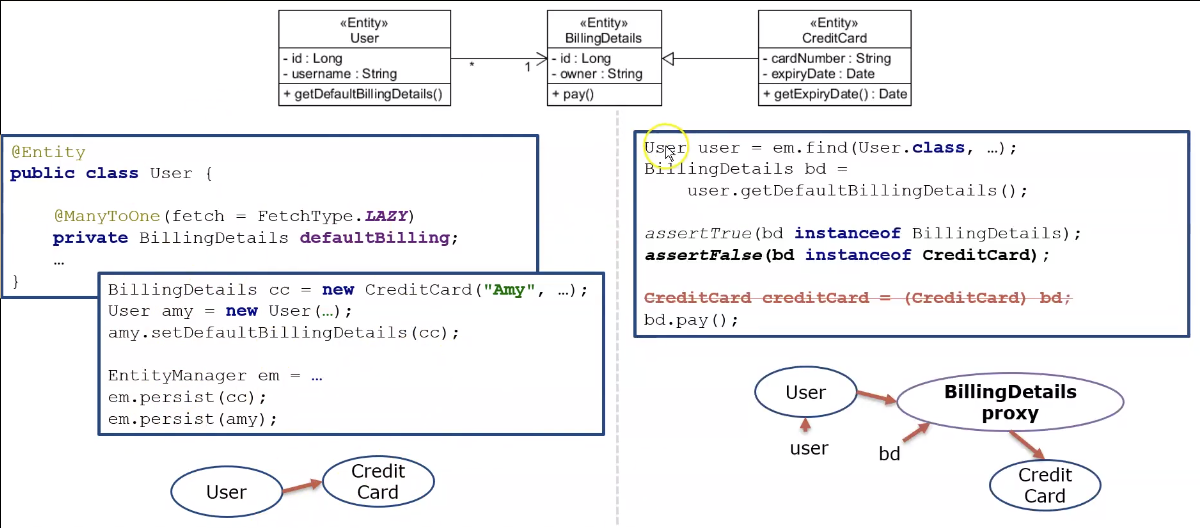 «Entity»
User
- id : Long
- username : String
+ getDefaultBillingDetails()
*
1
«Entity»
BillingDetails
- id : Long
- owner : String
+ pay()
«Entity»
CreditCard
- cardNumber : String
- expiryDate : Date
+ getExpiryDate() : Date
@Entity
public class User {
@ManyToOne(fetch = FetchType.LAZY)
private BillingDetails defaultBilling;
…
}
BillingDetails cc = new CreditCard("Amy", …);
User amy = new User(…);
amy.setDefaultBillingDetails(cc);
EntityManager em = …
em.persist(cc);
em.persist(amy);
User
Credit
Card
User user = em.find(User.class, …);
BillingDetails bd =
user.getDefaultBillingDetails();
assertTrue(bd instanceof BillingDetails);
assertFalse(bd instanceof CreditCard);
CreditCard creditCard = (CreditCard) bd;
bd.pay();
User
BillingDetails
proxy
user
bd
Credit
Card